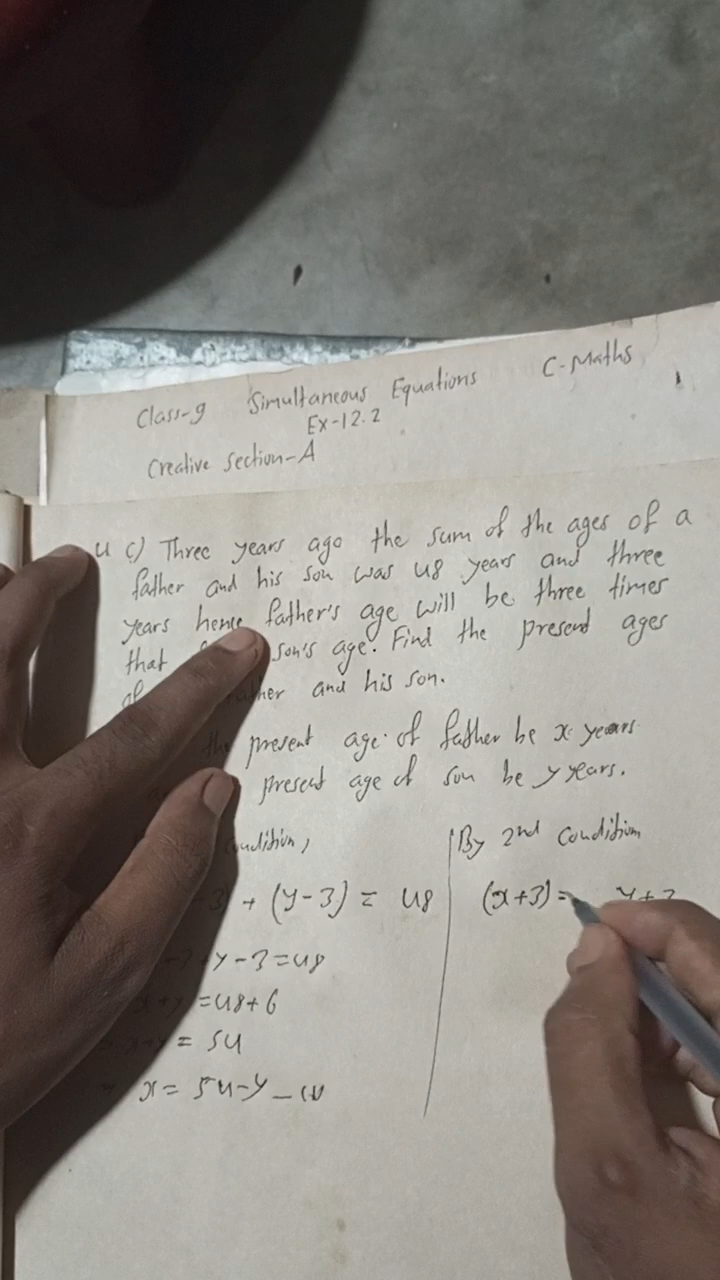 Class-9 Simultaneous Equations C-Maths
Ex-12.2
Creative section-A
4 c) Three years ago the sum of the ages of a
father and his son was 48 years and three
years hence father's age will be three times
that son's age. Find the present ages
and his son.
present age of father be x years
present age of son be y years.
condition,
+ (y-3) = 48
y-3=48
=48+6
= 54
x= 54-y
By 2nd Condition
(x+3)= y+3